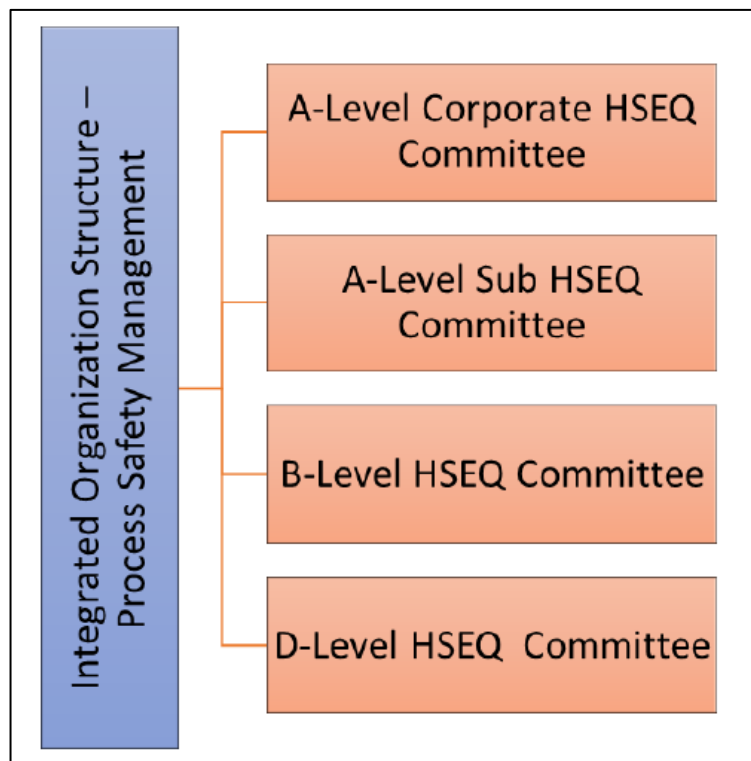 Integrated Organization Structure –
Process Safety Management
A-Level Corporate HSEQ
Committee
A-Level Sub HSEQ
Committee
B-Level HSEQ Committee
D-Level HSEQ Committee